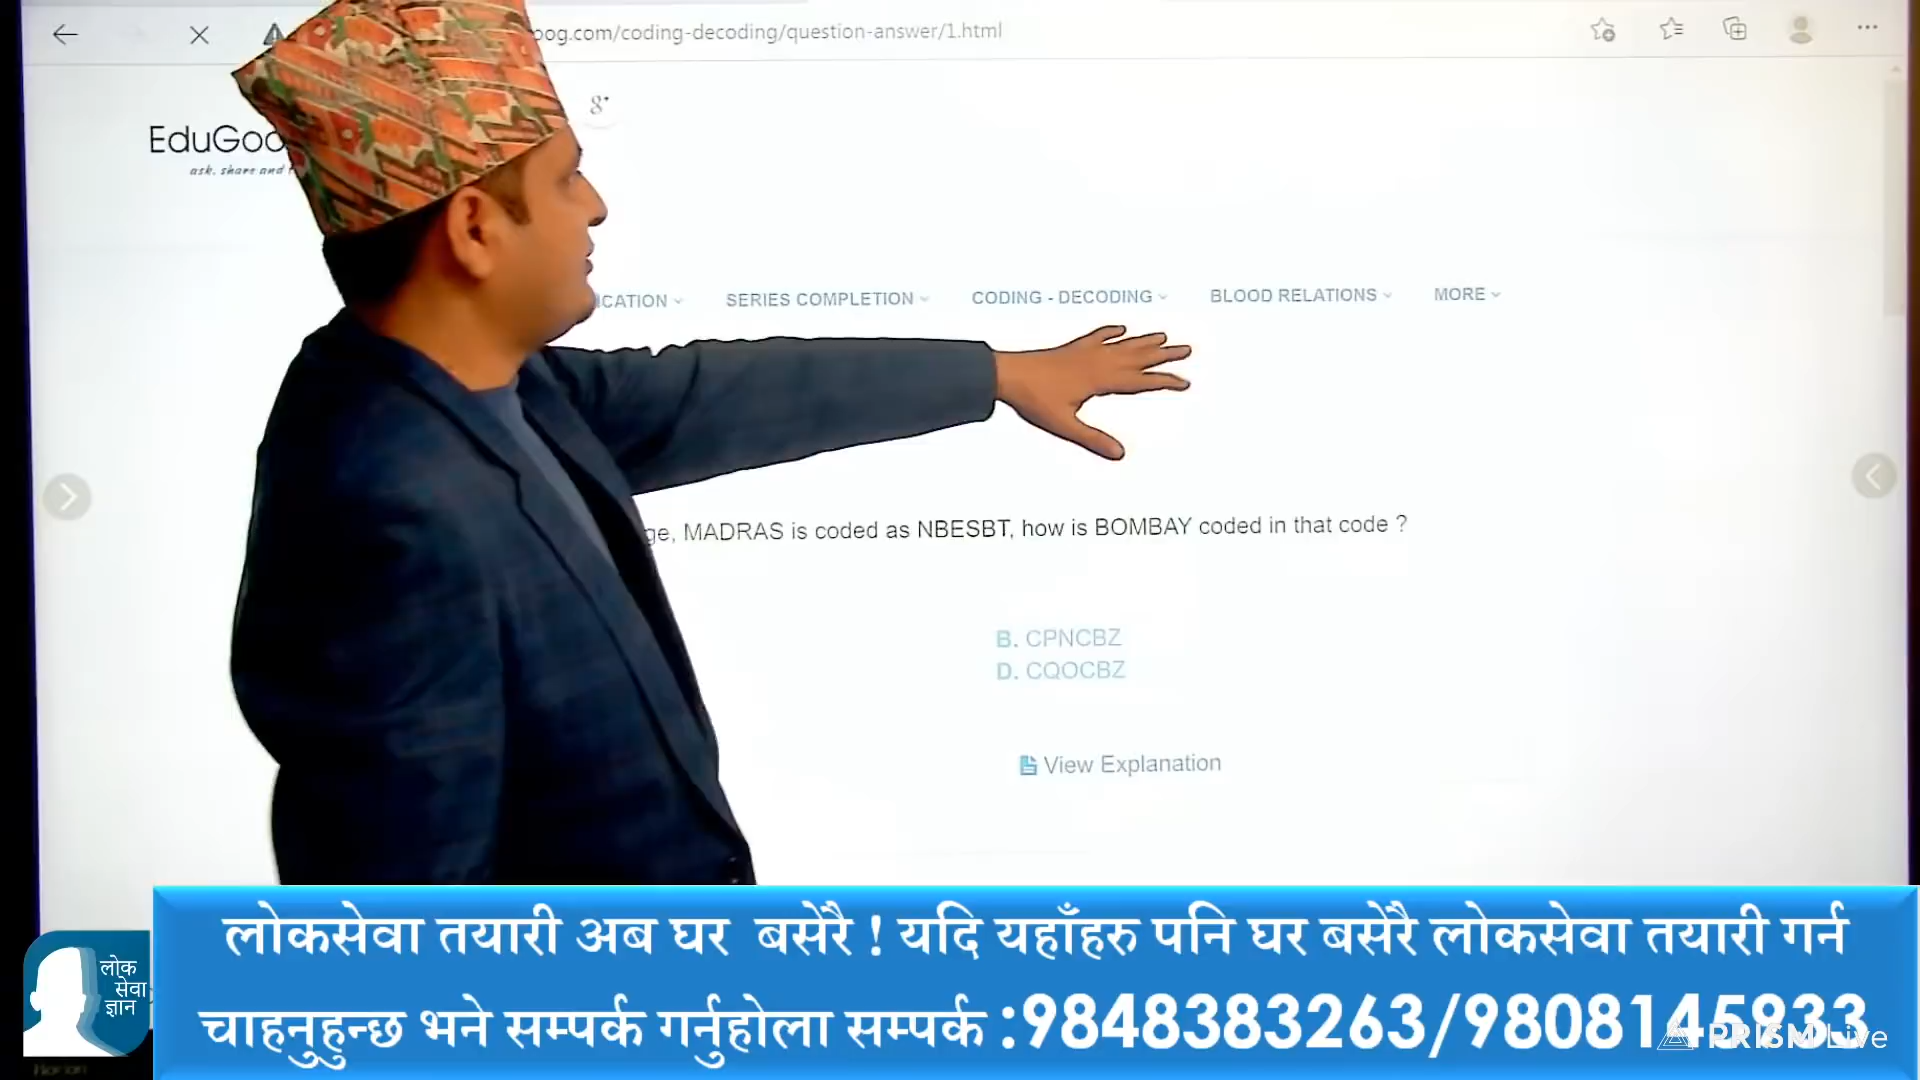 oog.com/coding-decoding/question-answer/1.html
EduGoo
ask, share and
ICATION
SERIES COMPLETION
CODING - DECODING
BLOOD RELATIONS
MORE
ge, MADRAS is coded as NBESBT, how is BOMBAY coded in that code ?
B. CPNCBZ
D. CQOCBZ
View Explanation
लोकसेवा तयारी अब घर बसेरै ! यदि यहाँहरु पनि घर बसेरै लोकसेवा तयारी गर्न
चाहनुहुन्छ भने सम्पर्क गर्नुहोला सम्पर्क :9848383263/9808145933
लोक
सेवा
ज्ञान
PRISM Live